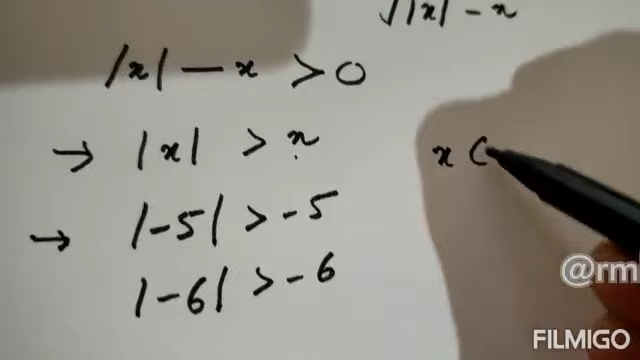 √|x| - x
|x| - x > 0
→ |x| > x
x (
→ |-5| > -5
|-6| > -6
@rm
FILMIGO